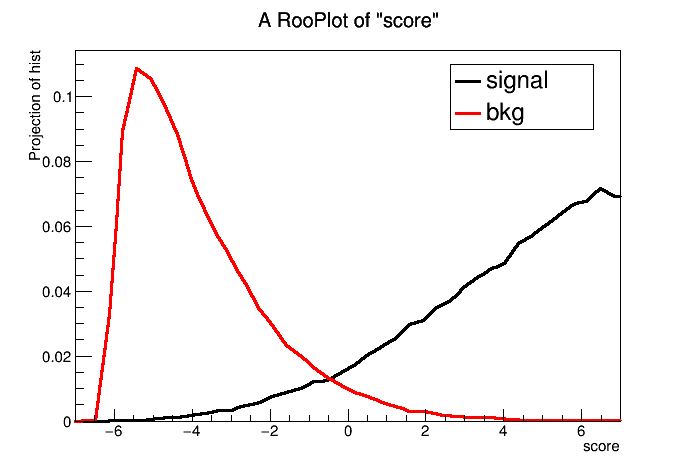 A RooPlot of "score"
Projection of hist
signal
bkg
0.1
0.08
0.06
0.04
0.02
0
−6 −4 −2 0 2 4 6
score